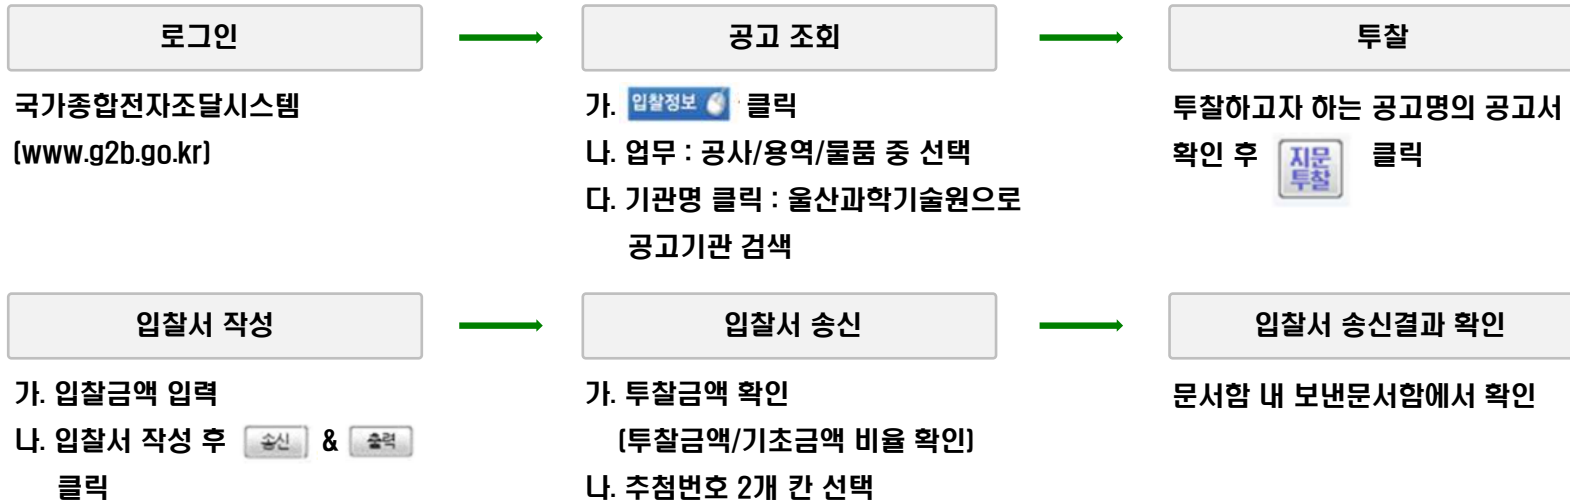 로그인
국가종합전자조달시스템
(www.g2b.go.kr)
공고 조회
가. 입찰정보 클릭
나. 업무 : 공사/용역/물품 중 선택
다. 기관명 클릭 : 울산과학기술원으로
공고기관 검색
투찰
투찰하고자 하는 공고명의 공고서
확인 후 지문투찰 클릭
입찰서 작성
가. 입찰금액 입력
나. 입찰서 작성 후 송신 & 출력
클릭
입찰서 송신
가. 투찰금액 확인
(투찰금액/기초금액 비율 확인)
나. 추첨번호 2개 칸 선택
입찰서 송신결과 확인
문서함 내 보낸문서함에서 확인